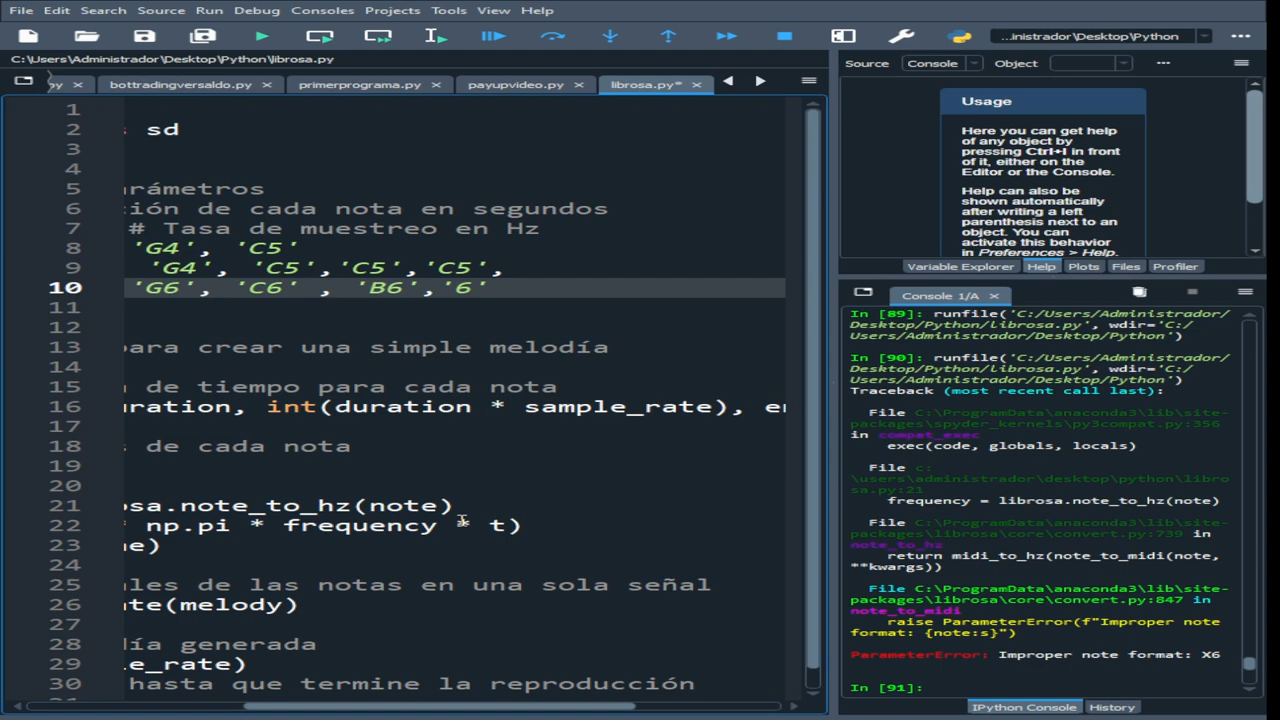 File Edit Search Source Run Debug Consoles Projects Tools View Help
...inistrador\Desktop\Python
C:\Users\Administrador\Desktop\Python\librosa.py
py bottradingversaldo.py primerprograma.py payupvideo.py librosa.py*
1
2 sd
3
4
5 rámetros
6 ción de cada nota en segundos
7 # Tasa de muestreo en Hz
8 'G4', 'C5'
9 'G4', 'C5','C5','C5',
10 'G6', 'C6' , 'B6','6'
11
12
13 para crear una simple melodía
14
15 de tiempo para cada nota
16 uration, int(duration * sample_rate), en
17
18 de cada nota
19
20
21 osa.note_to_hz(note)
22 * np.pi * frequency * t)
23 ne)
24
25 ales de las notas en una sola señal
26 ate(melody)
27
28 día generada
29 le_rate)
30 hasta que termine la reproducción
Source Console Object
Usage
Here you can get help
of any object by
pressing Ctrl+I in front
of it, either on the
Editor or the Console.
Help can also be
shown automatically
after writing a left
parenthesis next to an
object. You can
activate this behavior
in Preferences > Help.
Variable Explorer Help Plots Files Profiler
Console 1/A
In [89]: runfile('C:/Users/Administrador/
Desktop/Python/librosa.py', wdir='C:/
Users/Administrador/Desktop/Python')
In [90]: runfile('C:/Users/Administrador/
Desktop/Python/librosa.py', wdir='C:/
Users/Administrador/Desktop/Python')
Traceback (most recent call last):
File C:\ProgramData\anaconda3\lib\site-
packages\spyder_kernels\py3compat.py:356
in compat_exec
exec(code, globals, locals)
File c:
\users\administrador\desktop\python\libro
sa.py:21
frequency = librosa.note_to_hz(note)
File C:\ProgramData\anaconda3\lib\site-
packages\librosa\core\convert.py:739 in
note_to_hz
return midi_to_hz(note_to_midi(note,
**kwargs))
File C:\ProgramData\anaconda3\lib\site-
packages\librosa\core\convert.py:847 in
note_to_midi
raise ParameterError(f"Improper note
format: {note:s}")
ParameterError: Improper note format: X6
In [91]:
IPython Console History